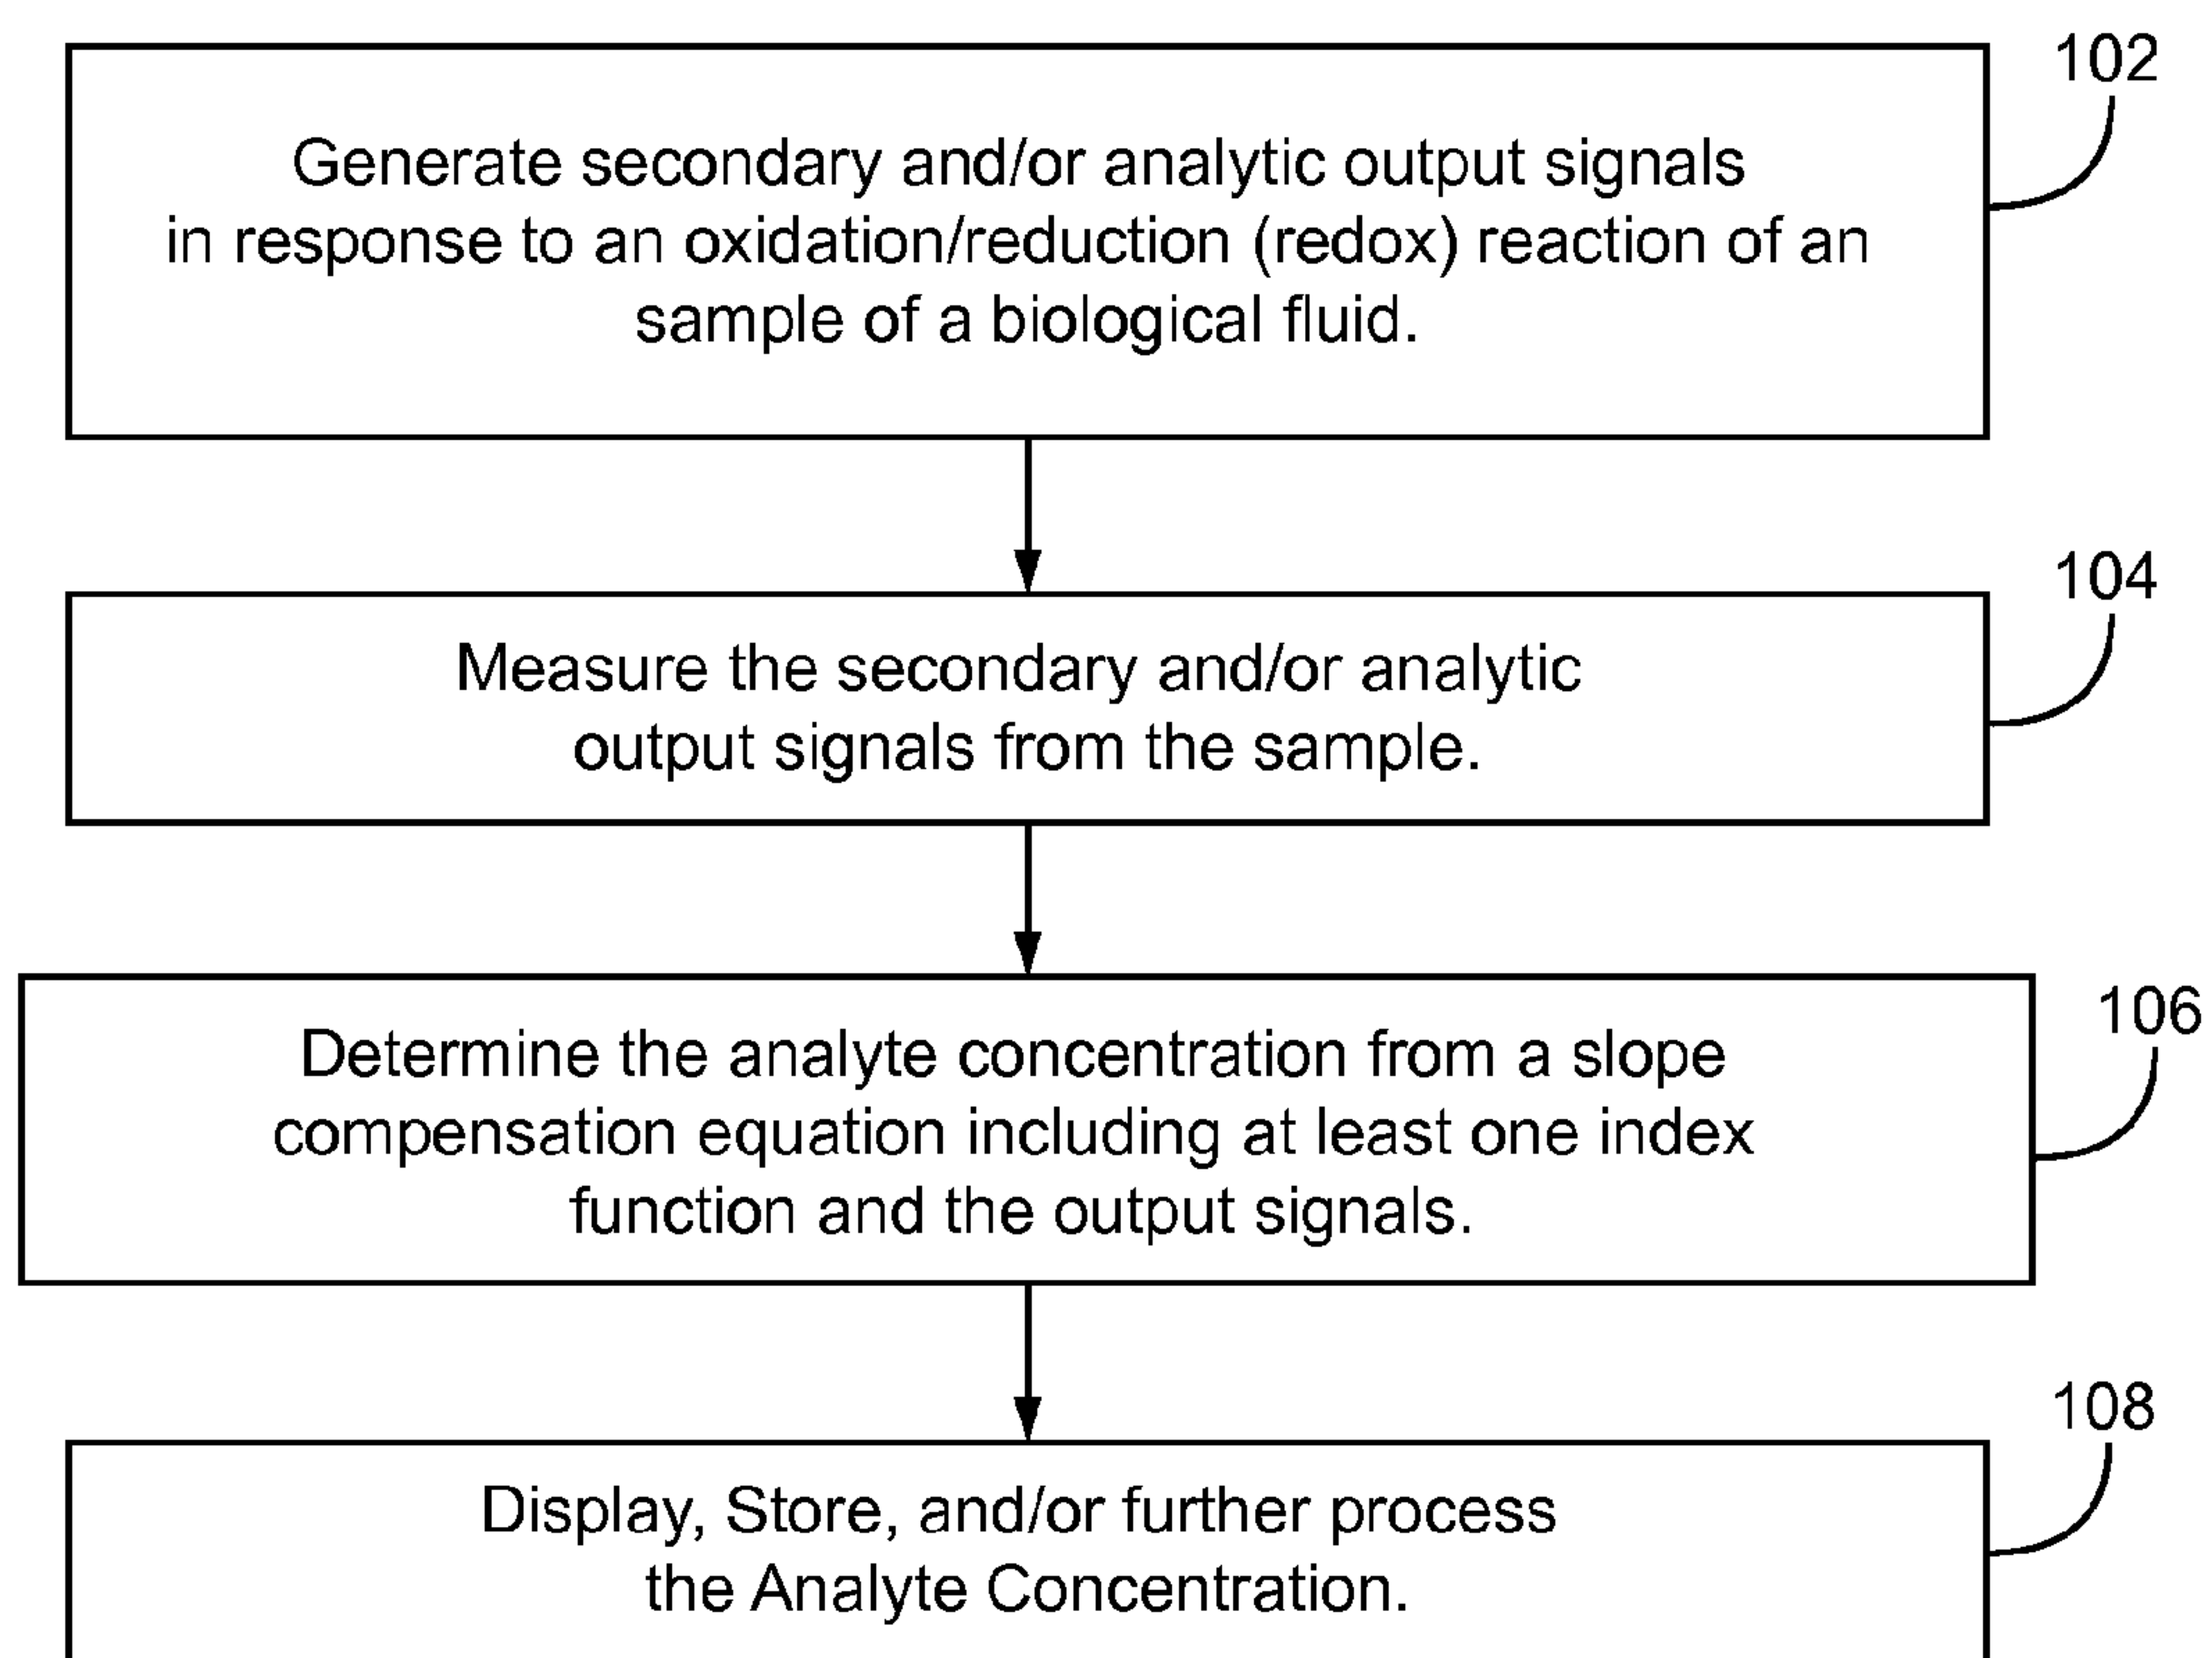 102
Generate secondary and/or analytic output signals
in response to an oxidation/reduction (redox) reaction of an
sample of a biological fluid.
104
Measure the secondary and/or analytic
output signals from the sample.
106
Determine the analyte concentration from a slope
compensation equation including at least one index
function and the output signals.
108
Display, Store, and/or further process
the Analyte Concentration.